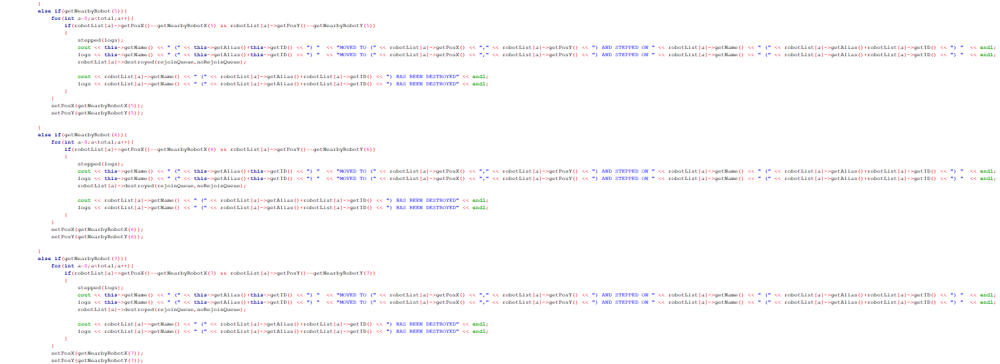 }
else if(getNearbyRobot(5)){
for(int a=0;a<total;a++){
if(robotList[a]->getPosX()==getNearbyRobotX(5) && robotList[a]->getPosY()==getNearbyRobotY(5))
{
stepped(logs);
cout << this->getName() << " (" << this->getAlias()+this->getID() << ") "  << "MOVED TO (" << robotList[a]->getPosX() << "," << robotList[a]->getPosY() << ") AND STEPPED ON " << robotList[a]->getName() << " (" << robotList[a]->getAlias()+robotList[a]->getID() << ") "  << endl;
logs << this->getName() << " (" << this->getAlias()+this->getID() << ") "  << "MOVED TO (" << robotList[a]->getPosX() << "," << robotList[a]->getPosY() << ") AND STEPPED ON " << robotList[a]->getName() << " (" << robotList[a]->getAlias()+robotList[a]->getID() << ") "  << endl;
robotList[a]->destroyed(rejoinQueue,noRejoinQueue);
cout << robotList[a]->getName() << " (" << robotList[a]->getAlias()+robotList[a]->getID() << ") HAS BEEN DESTROYED" << endl;
logs << robotList[a]->getName() << " (" << robotList[a]->getAlias()+robotList[a]->getID() << ") HAS BEEN DESTROYED" << endl;
}
}
setPosX(getNearbyRobotX(5));
setPosY(getNearbyRobotY(5));
}
else if(getNearbyRobot(6)){
for(int a=0;a<total;a++){
if(robotList[a]->getPosX()==getNearbyRobotX(6) && robotList[a]->getPosY()==getNearbyRobotY(6))
{
stepped(logs);
cout << this->getName() << " (" << this->getAlias()+this->getID() << ") "  << "MOVED TO (" << robotList[a]->getPosX() << "," << robotList[a]->getPosY() << ") AND STEPPED ON " << robotList[a]->getName() << " (" << robotList[a]->getAlias()+robotList[a]->getID() << ") "  << endl;
logs << this->getName() << " (" << this->getAlias()+this->getID() << ") "  << "MOVED TO (" << robotList[a]->getPosX() << "," << robotList[a]->getPosY() << ") AND STEPPED ON " << robotList[a]->getName() << " (" << robotList[a]->getAlias()+robotList[a]->getID() << ") "  << endl;
robotList[a]->destroyed(rejoinQueue,noRejoinQueue);
cout << robotList[a]->getName() << " (" << robotList[a]->getAlias()+robotList[a]->getID() << ") HAS BEEN DESTROYED" << endl;
logs << robotList[a]->getName() << " (" << robotList[a]->getAlias()+robotList[a]->getID() << ") HAS BEEN DESTROYED" << endl;
}
}
setPosX(getNearbyRobotX(6));
setPosY(getNearbyRobotY(6));
}
else if(getNearbyRobot(7)){
for(int a=0;a<total;a++){
if(robotList[a]->getPosX()==getNearbyRobotX(7) && robotList[a]->getPosY()==getNearbyRobotY(7))
{
stepped(logs);
cout << this->getName() << " (" << this->getAlias()+this->getID() << ") "  << "MOVED TO (" << robotList[a]->getPosX() << "," << robotList[a]->getPosY() << ") AND STEPPED ON " << robotList[a]->getName() << " (" << robotList[a]->getAlias()+robotList[a]->getID() << ") "  << endl;
logs << this->getName() << " (" << this->getAlias()+this->getID() << ") "  << "MOVED TO (" << robotList[a]->getPosX() << "," << robotList[a]->getPosY() << ") AND STEPPED ON " << robotList[a]->getName() << " (" << robotList[a]->getAlias()+robotList[a]->getID() << ") "  << endl;
robotList[a]->destroyed(rejoinQueue,noRejoinQueue);
cout << robotList[a]->getName() << " (" << robotList[a]->getAlias()+robotList[a]->getID() << ") HAS BEEN DESTROYED" << endl;
logs << robotList[a]->getName() << " (" << robotList[a]->getAlias()+robotList[a]->getID() << ") HAS BEEN DESTROYED" << endl;
}
}
setPosX(getNearbyRobotX(7));
setPosY(getNearbyRobotY(7));